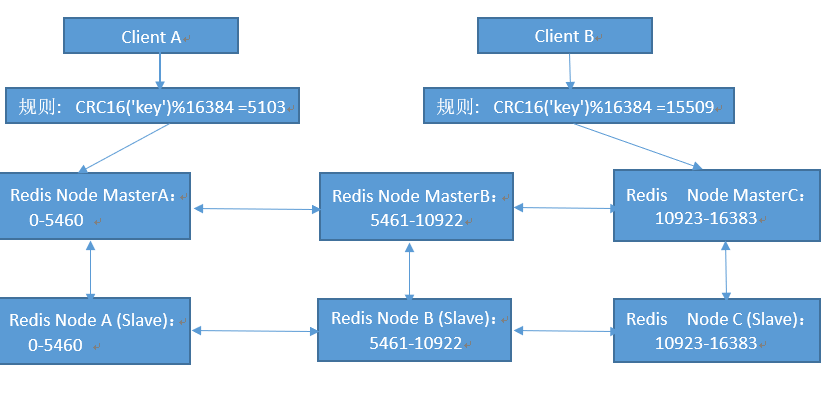 Client A
Client B
规则： CRC16('key')%16384 =5103
规则： CRC16('key')%16384 =15509
Redis Node MasterA：
0-5460
Redis Node MasterB：
5461-10922
Redis Node MasterC：
10923-16383
Redis Node A (Slave)：
0-5460
Redis Node B (Slave)：
5461-10922
Redis Node C (Slave)：
10923-16383